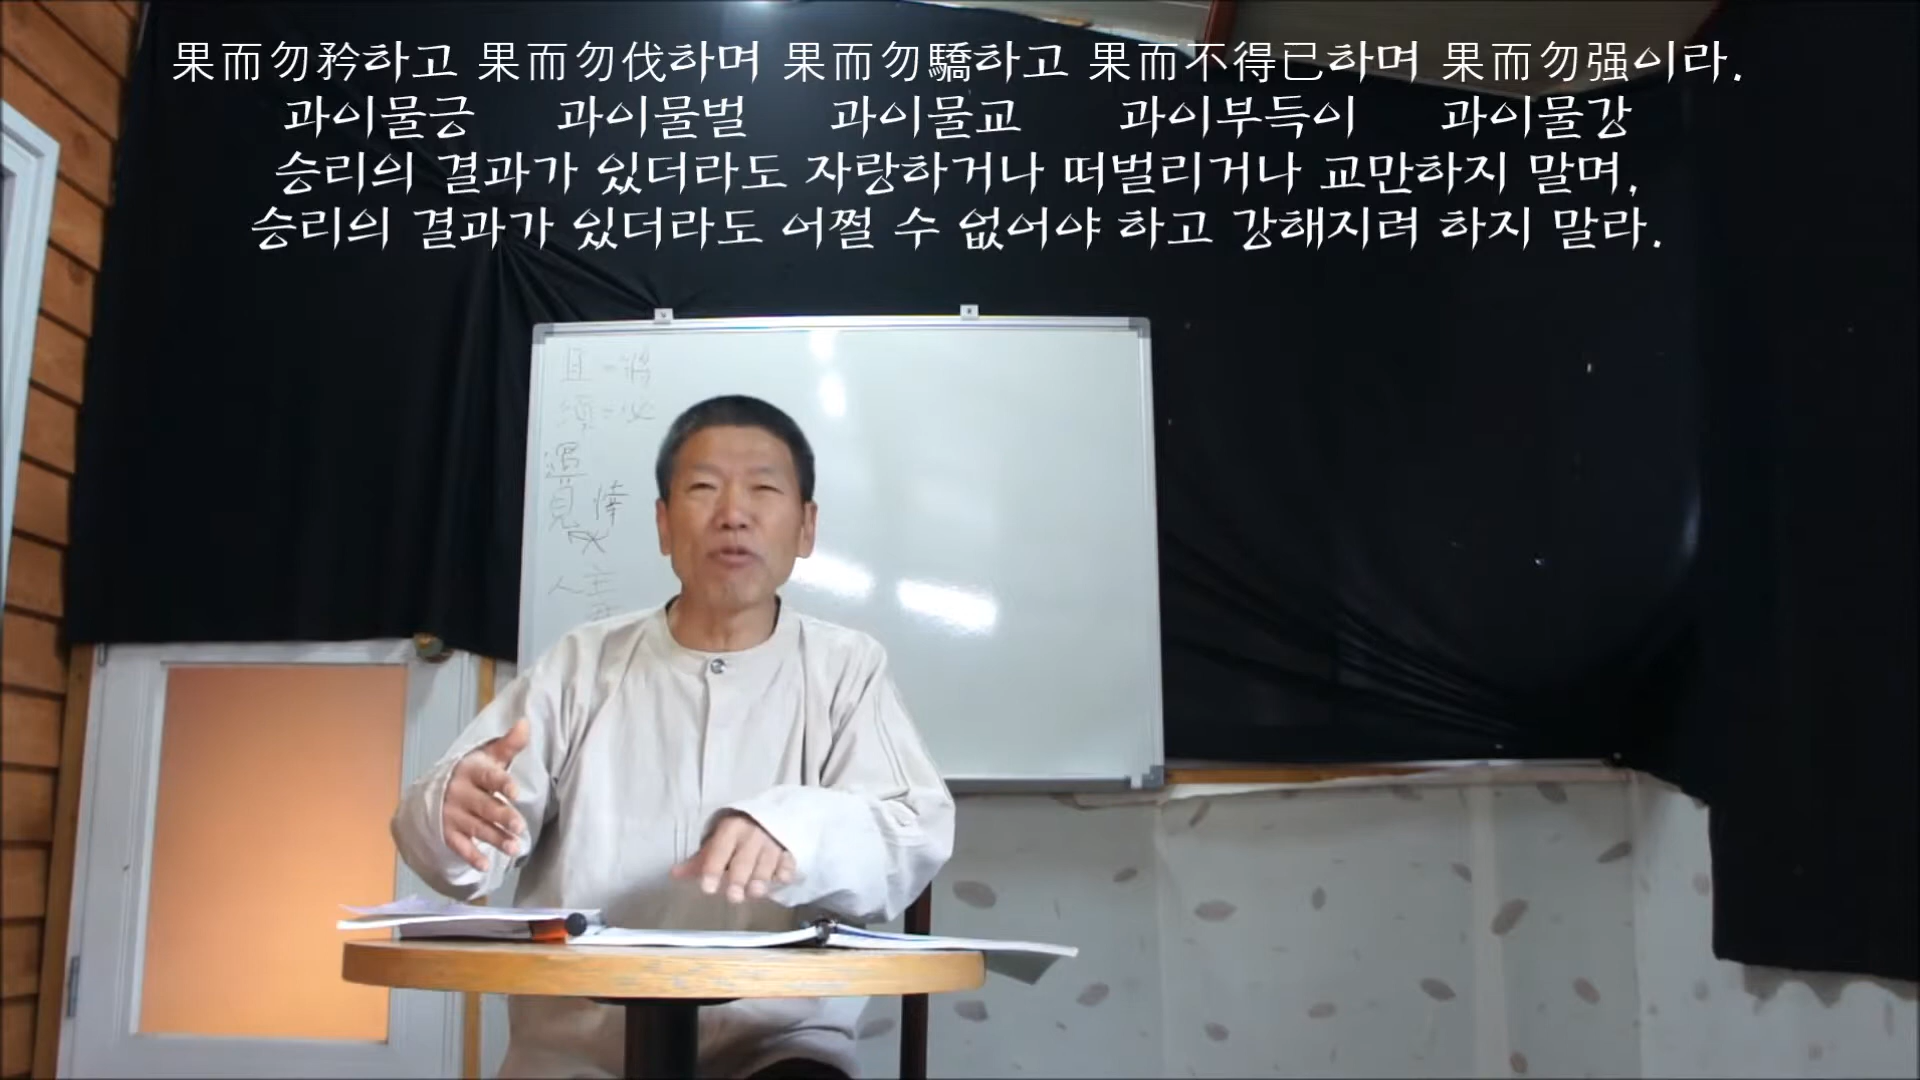 果而勿矜하고 果而勿伐하며 果而勿驕하고 果而不得已하며 果而勿强이라.
과이물긍 과이물벌 과이물교 과이부득이 과이물강
승리의 결과가 있더라도 자랑하거나 떠벌리거나 교만하지 말며,
승리의 결과가 있더라도 어쩔 수 없어야 하고 강해지려 하지 말라.
且 = 將
須 = 必